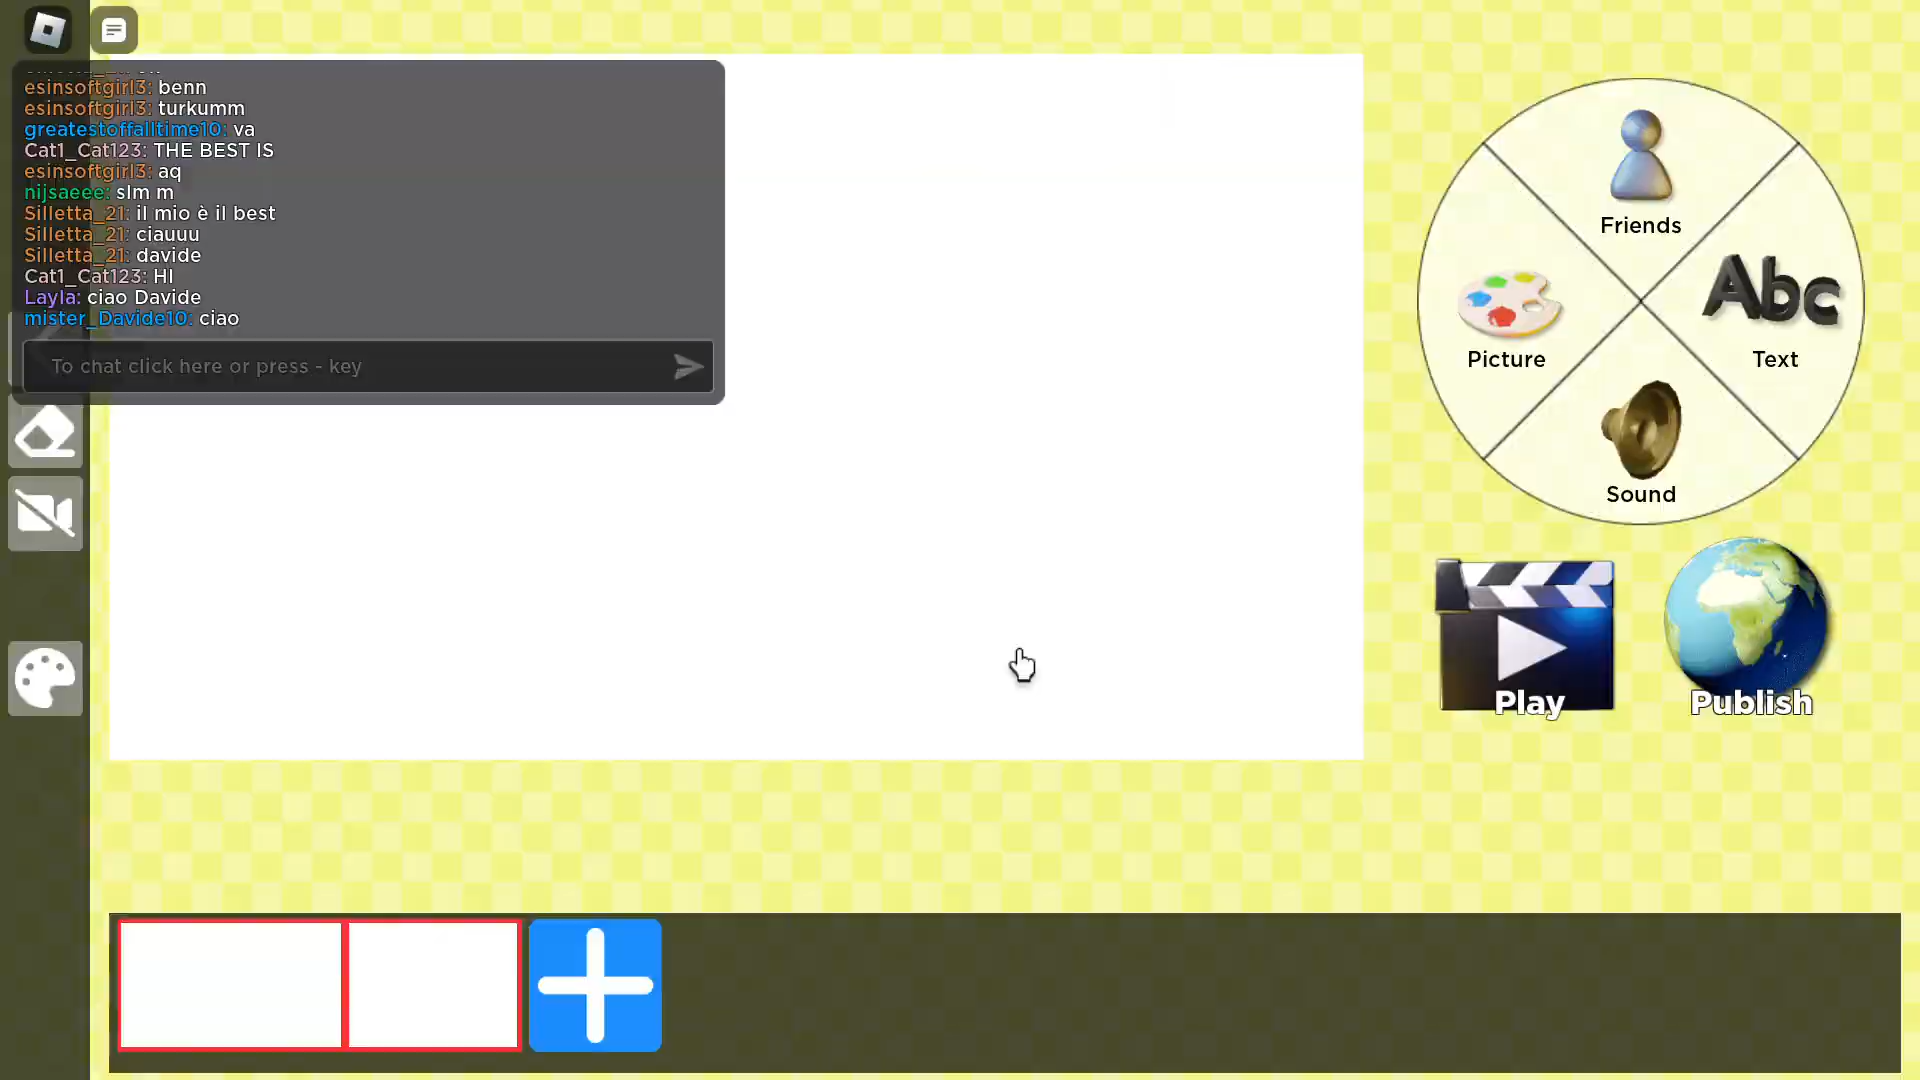 esinsoftgirl3: benn
esinsoftgirl3: turkumm
greatestoffalltime10: va
Cat1_Cat123: THE BEST IS
esinsoftgirl3: aq
nijsaeee: slm m
Silletta_21: il mio è il best
Silletta_21: ciauuu
Silletta_21: davide
Cat1_Cat123: HI
Layla: ciao Davide
mister_Davide10: ciao
To chat click here or press - key
Friends
Abc
Picture
Text
Sound
Play
Publish